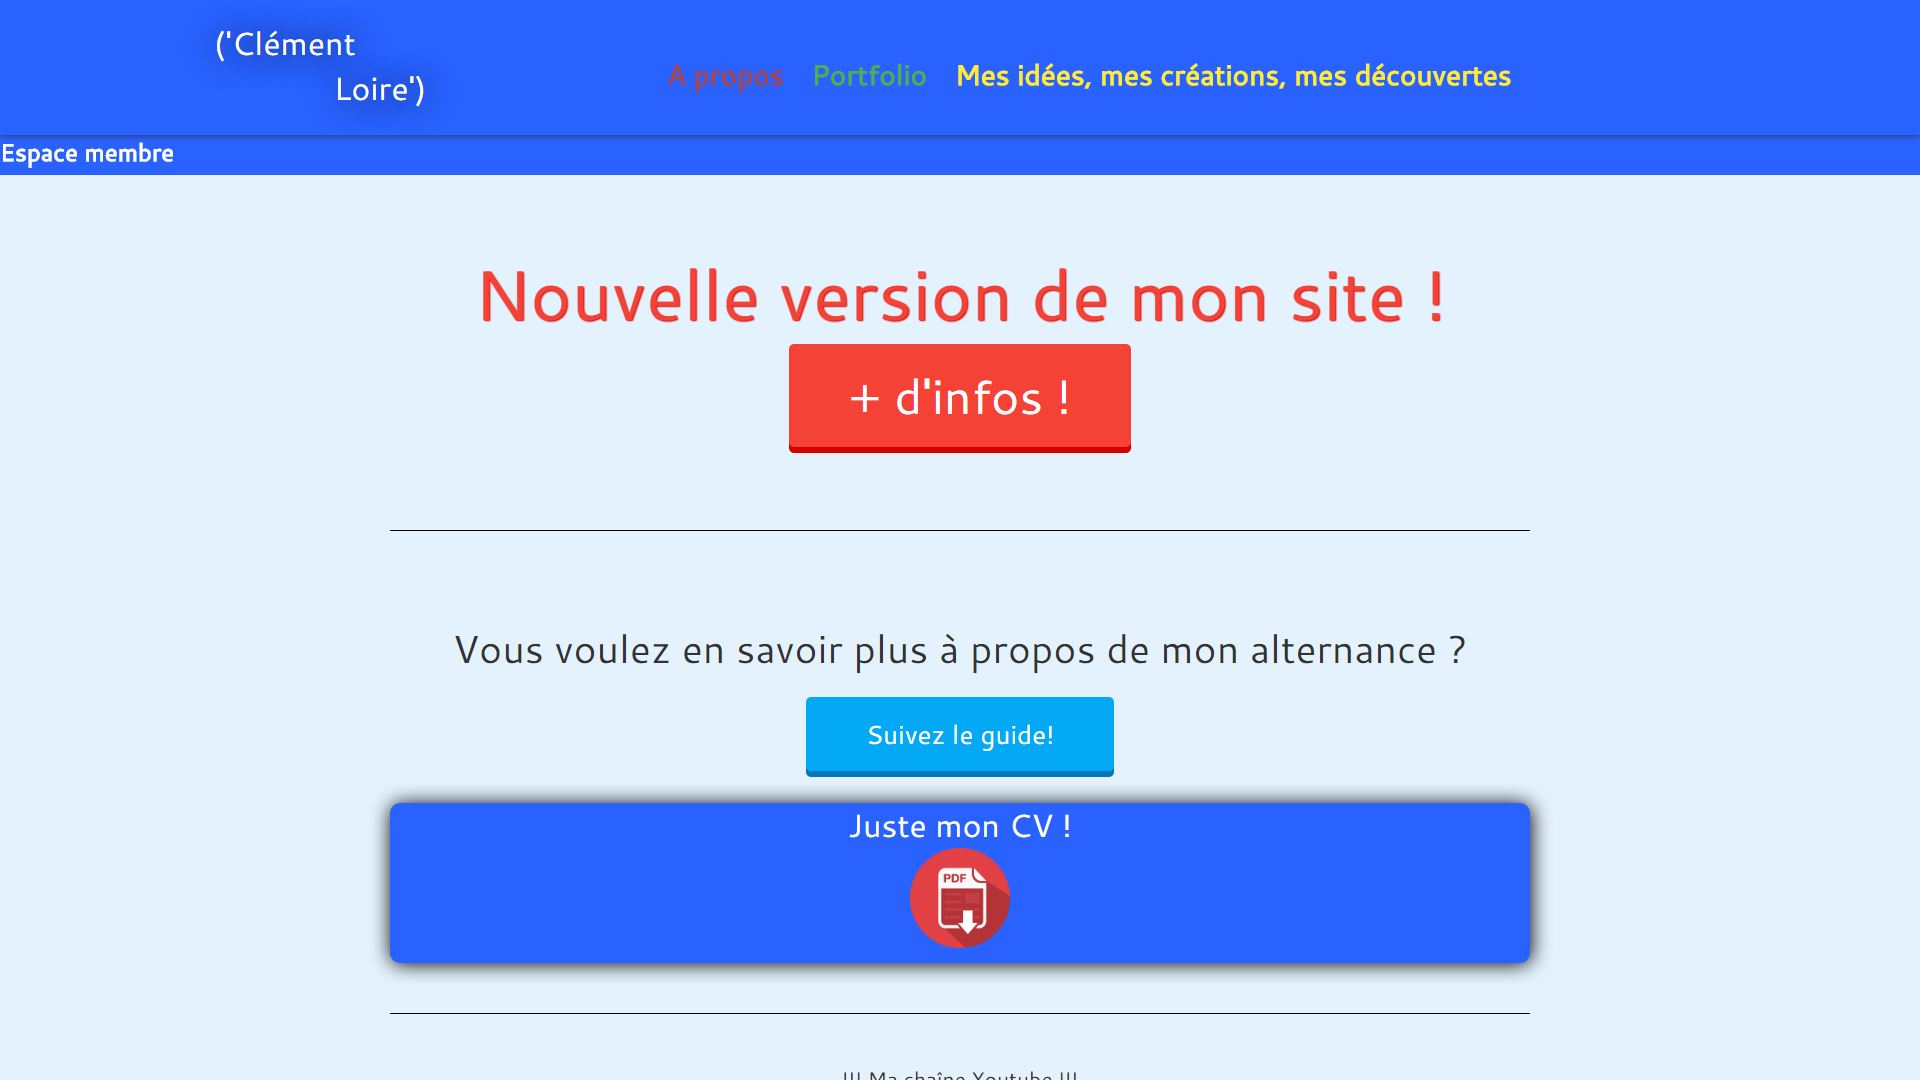 ('Clément
Loire')
A propos Portfolio Mes idées, mes créations, mes découvertes
Espace membre
Nouvelle version de mon site !
+ d'infos !
Vous voulez en savoir plus à propos de mon alternance ?
Suivez le guide!
Juste mon CV !
PDF
!!! Ma chaîne Youtube !!!